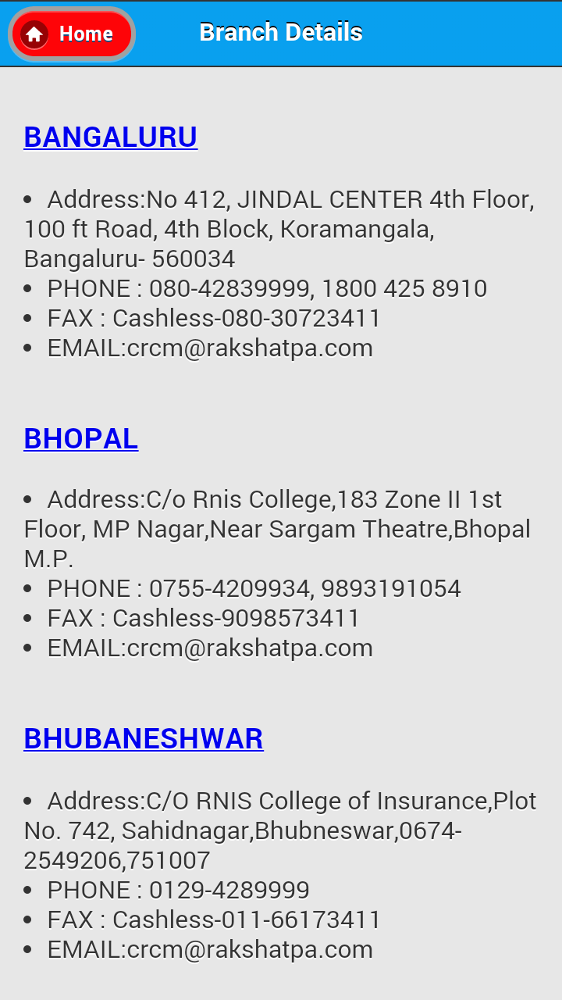 Home
Branch Details
BANGALURU
• Address:No 412, JINDAL CENTER 4th Floor,
100 ft Road, 4th Block, Koramangala,
Bangaluru- 560034
• PHONE : 080-42839999, 1800 425 8910
• FAX : Cashless-080-30723411
• EMAIL:crcm@rakshatpa.com
BHOPAL
• Address:C/o Rnis College,183 Zone II 1st
Floor, MP Nagar,Near Sargam Theatre,Bhopal
M.P.
• PHONE : 0755-4209934, 9893191054
• FAX : Cashless-9098573411
• EMAIL:crcm@rakshatpa.com
BHUBANESHWAR
• Address:C/O RNIS College of Insurance,Plot
No. 742, Sahidnagar,Bhubneswar,0674-
2549206,751007
• PHONE : 0129-4289999
• FAX : Cashless-011-66173411
• EMAIL:crcm@rakshatpa.com